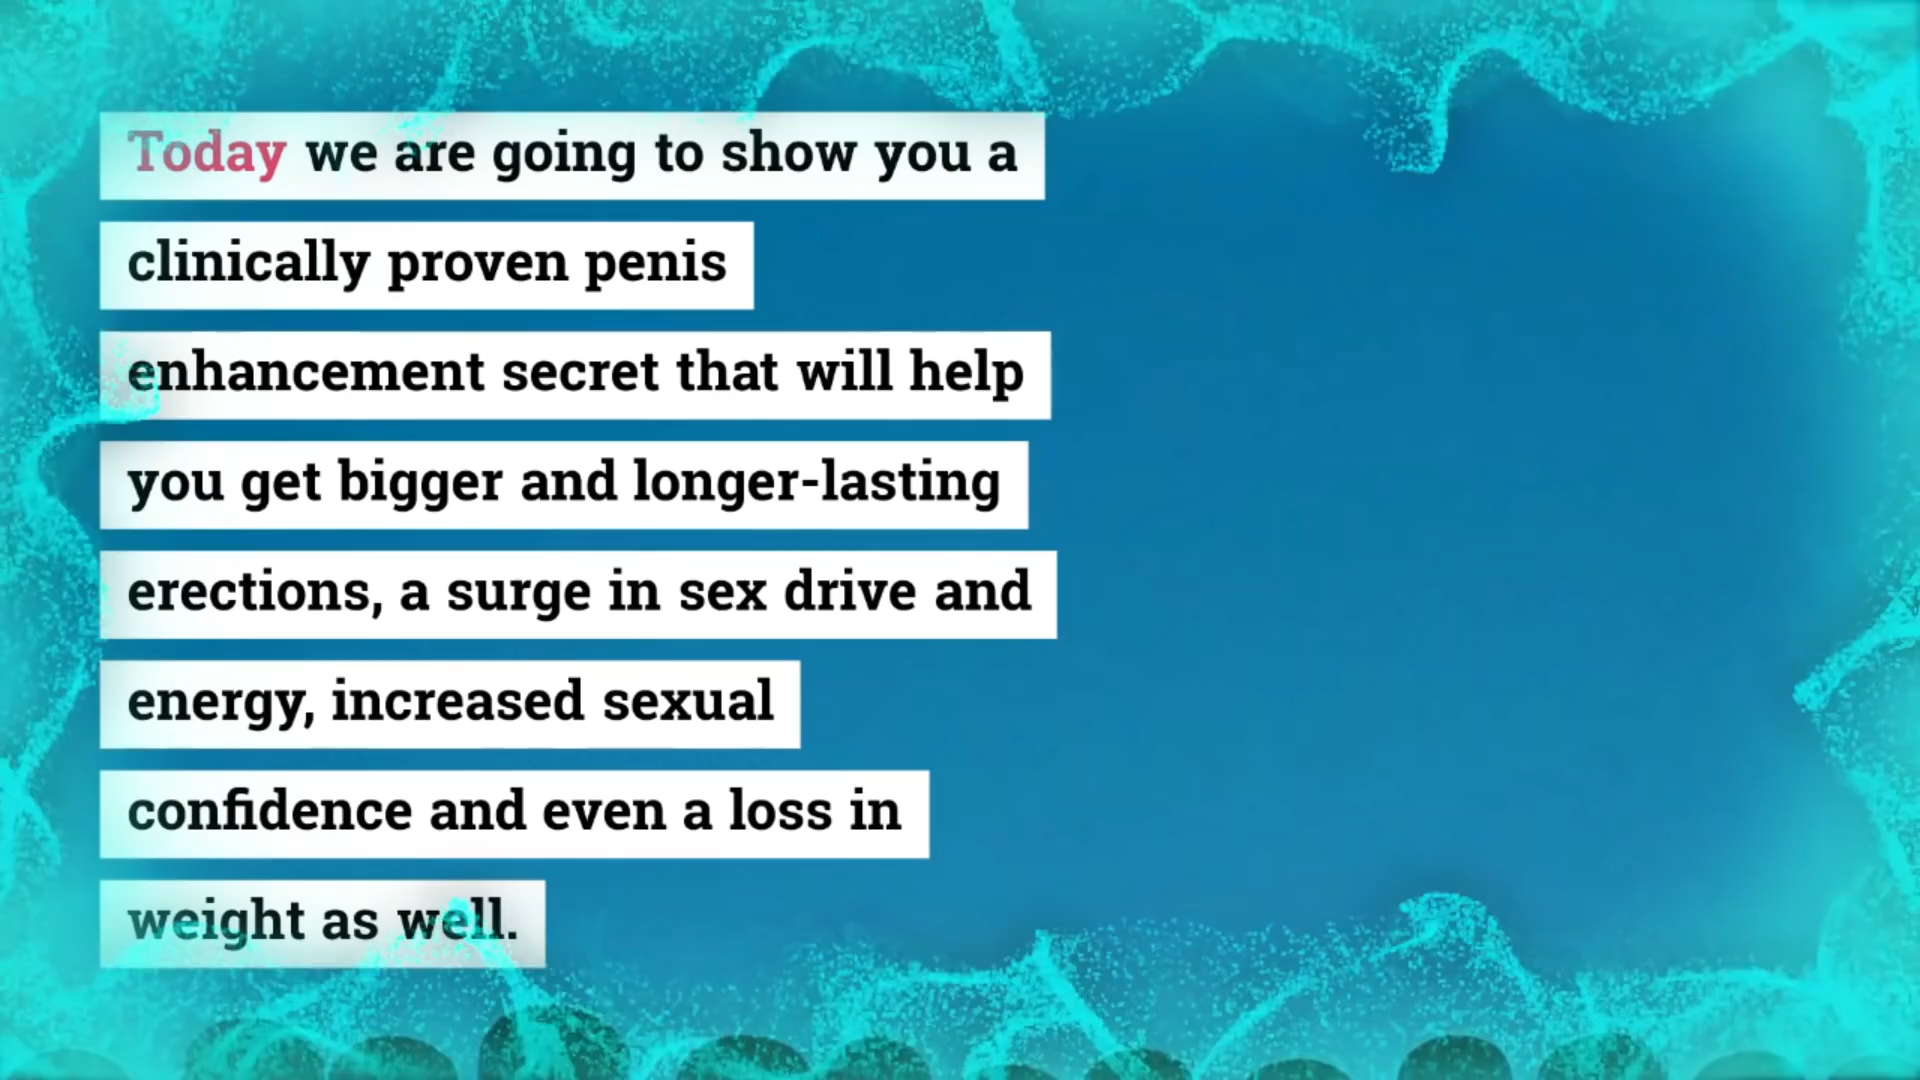 Today we are going to show you a
clinically proven penis
enhancement secret that will help
you get bigger and longer-lasting
erections, a surge in sex drive and
energy, increased sexual
confidence and even a loss in
weight as well.